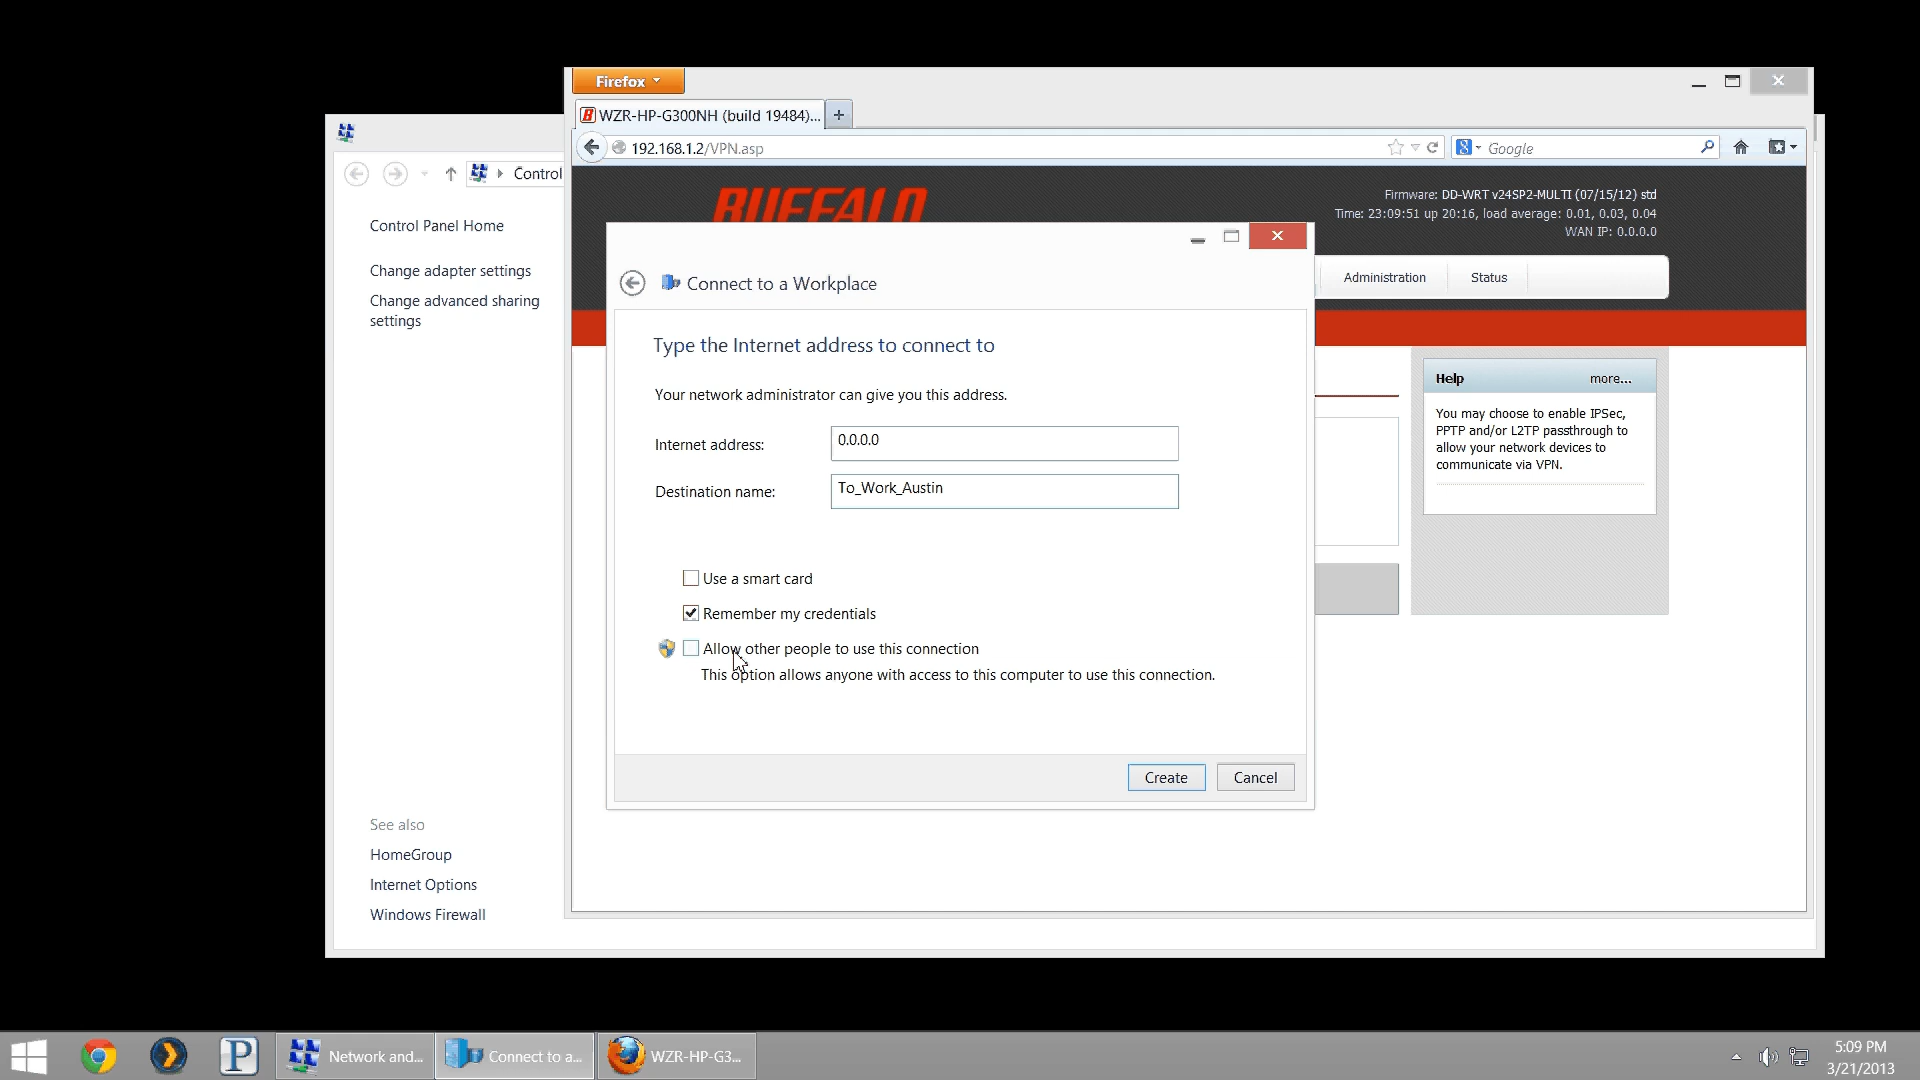 Firefox
WZR-HP-G300NH (build 19484)...
+
192.168.1.2/VPN.asp
Google
Control
Control Panel Home
Change adapter settings
Change advanced sharing
settings
See also
HomeGroup
Internet Options
Windows Firewall
BUFFALO
Firmware: DD-WRT v24SP2-MULTI (07/15/12) std
Time: 23:09:51 up 20:16, load average: 0.01, 0.03, 0.04
WAN IP: 0.0.0.0
Administration
Status
Help
more...
You may choose to enable IPSec,
PPTP and/or L2TP passthrough to
allow your network devices to
communicate via VPN.
Connect to a Workplace
Type the Internet address to connect to
Your network administrator can give you this address.
Internet address:
0.0.0.0
Destination name:
To_Work_Austin
Use a smart card
Remember my credentials
Allow other people to use this connection
This option allows anyone with access to this computer to use this connection.
Create
Cancel
Network and...
Connect to a...
WZR-HP-G3...
5:09 PM
3/21/2013